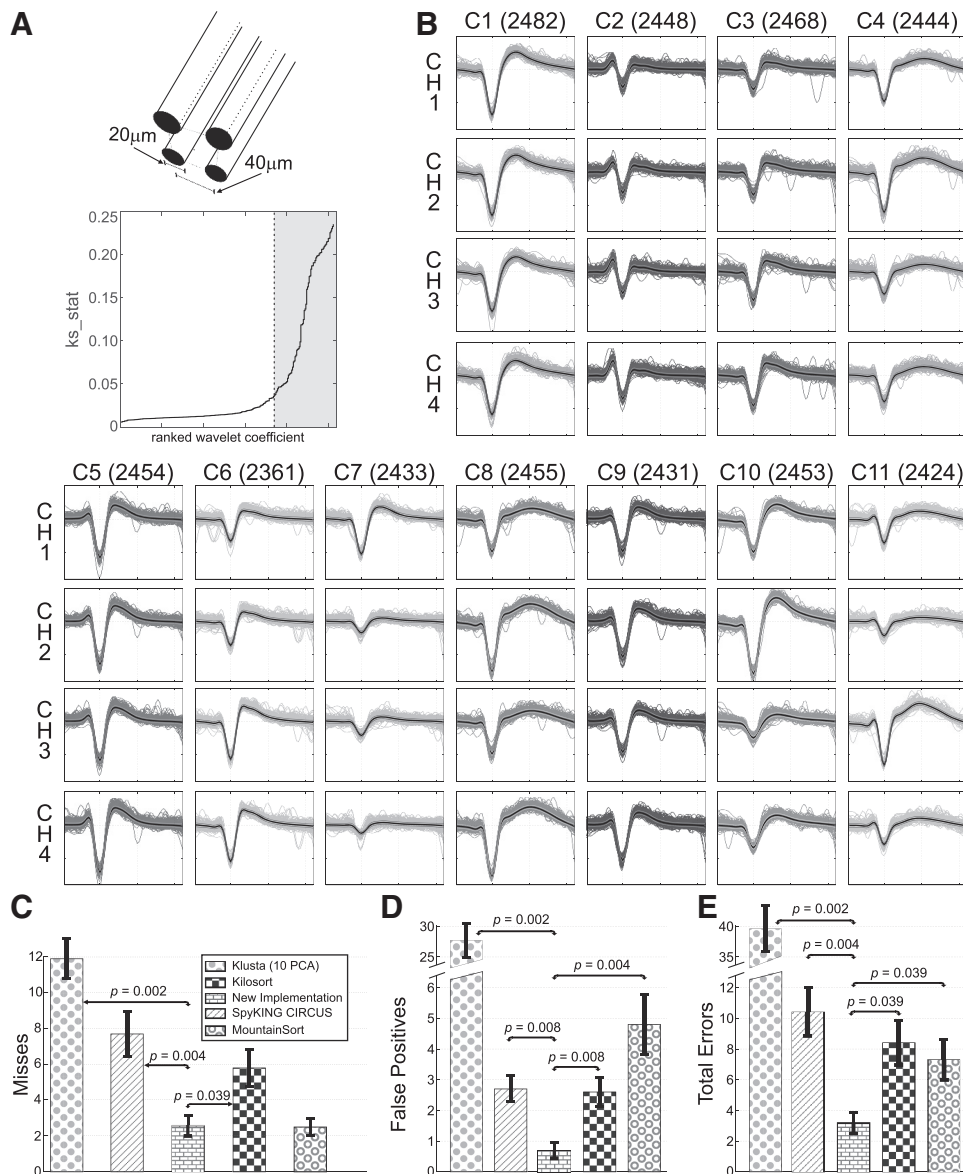 A
20μm
40μm
0.25
0.20
0.15
0.10
0.05
0
ks_stat
ranked wavelet coefficient
B
C1 (2482)
C2 (2448)
C3 (2468)
C4 (2444)
CH1
CH2
CH3
CH4
C5 (2454)
C6 (2361)
C7 (2433)
C8 (2455)
C9 (2431)
C10 (2453)
C11 (2424)
CH1
CH2
CH3
CH4
C
Misses
12
10
8
6
4
2
p = 0.002
p = 0.004
p = 0.039
Klusta (10 PCA)
Kilosort
New Implementation
SpyKING CIRCUS
MountainSort
D
False Positives
30
25
6
5
4
3
2
1
0
p = 0.002
p = 0.004
p = 0.008
p = 0.008
E
Total Errors
40
35
12
10
8
6
4
2
0
p = 0.002
p = 0.004
p = 0.039
p = 0.039